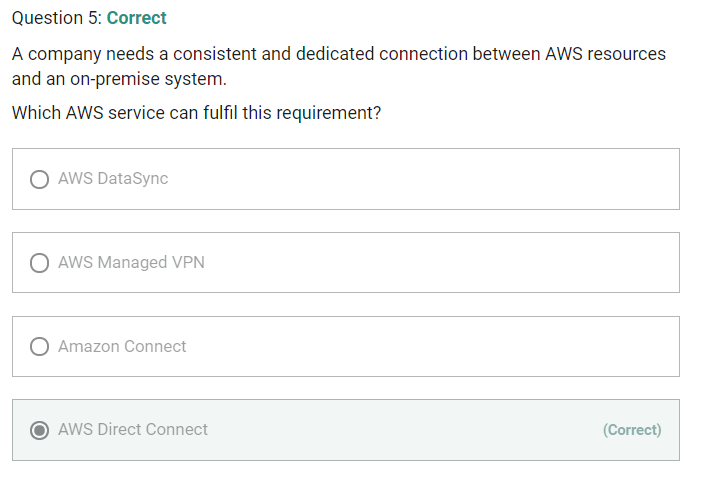 Question 5: Correct
A company needs a consistent and dedicated connection between AWS resources
and an on-premise system.
Which AWS service can fulfil this requirement?
AWS DataSync
AWS Managed VPN
Amazon Connect
AWS Direct Connect (Correct)